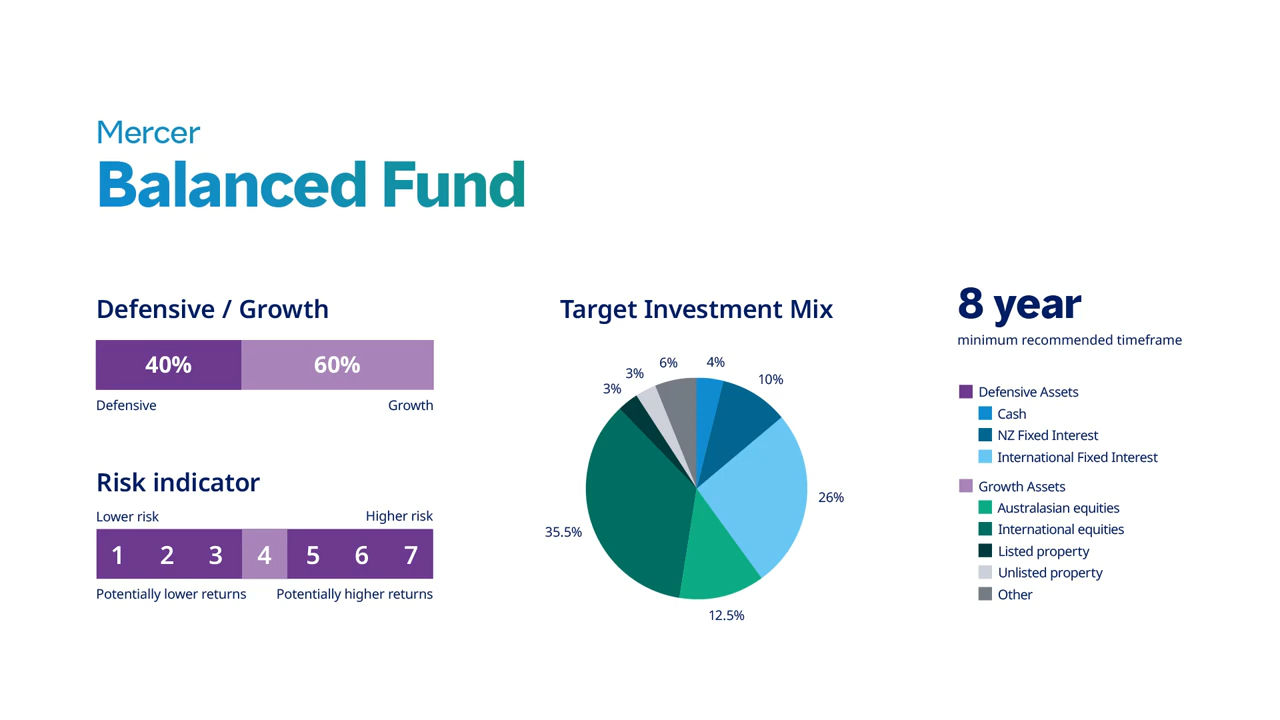 Mercer
Balanced Fund
Defensive / Growth
40% 60%
Defensive Growth
Risk indicator
Lower risk Higher risk
1 2 3 4 5 6 7
Potentially lower returns Potentially higher returns
Target Investment Mix
4%
10%
26%
12.5%
35.5%
3%
3%
6%
8 year
minimum recommended timeframe
Defensive Assets
Cash
NZ Fixed Interest
International Fixed Interest
Growth Assets
Australasian equities
International equities
Listed property
Unlisted property
Other